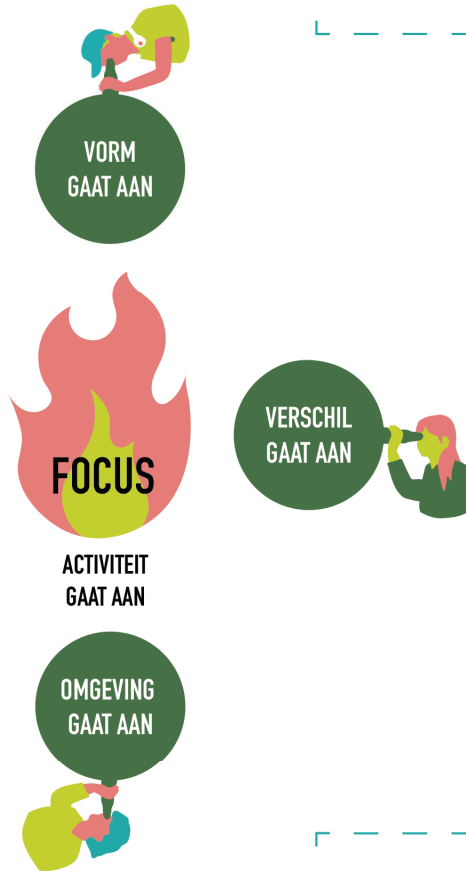 VORM
GAAT AAN
FOCUS
VERSCHIL
GAAT AAN
ACTIVITEIT
GAAT AAN
OMGEVING
GAAT AAN